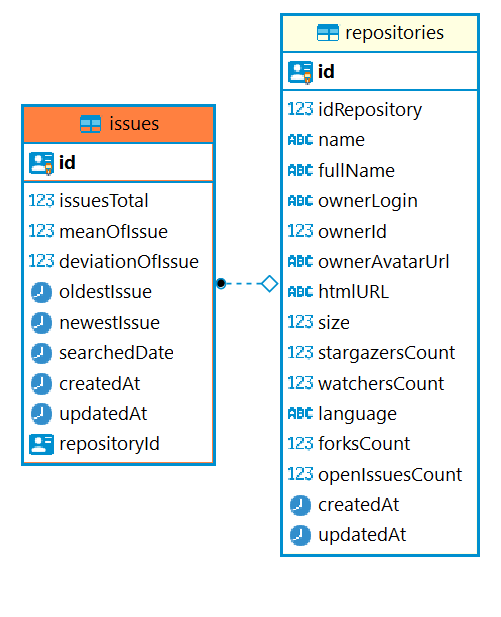 issues
id
123 issuesTotal
123 meanOfIssue
123 deviationOfIssue
oldestIssue
newestIssue
searchedDate
createdAt
updatedAt
repositoryId
repositories
id
123 idRepository
ABC name
ABC fullName
ABC ownerLogin
123 ownerId
ABC ownerAvatarUrl
ABC htmlURL
123 size
123 stargazersCount
123 watchersCount
ABC language
123 forksCount
123 openIssuesCount
createdAt
updatedAt